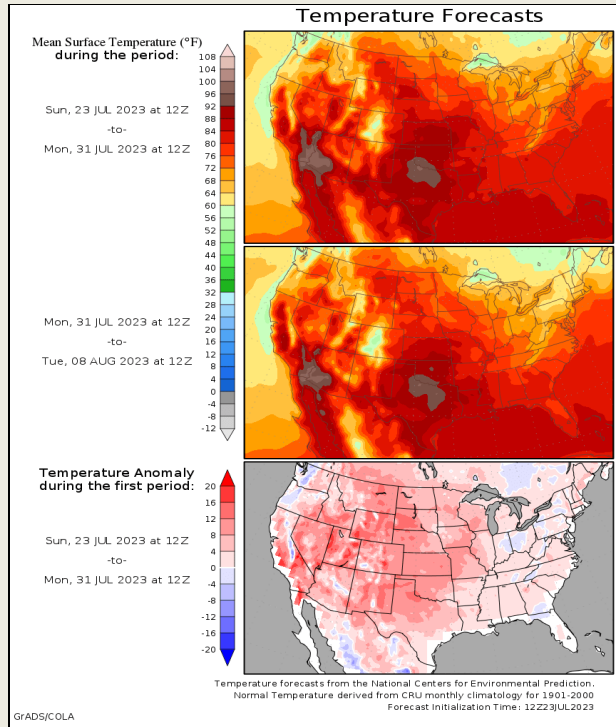 Temperature Forecasts
Mean Surface Temperature (°F)
during the period:
Sun, 23 JUL 2023 at 12Z
-to-
Mon, 31 JUL 2023 at 12Z
108
104
100
96
92
88
84
80
76
72
68
64
60
56
52
48
44
40
36
32
28
24
20
16
12
8
4
0
-4
-8
-12
Mon, 31 JUL 2023 at 12Z
-to-
Tue, 08 AUG 2023 at 12Z
Temperature Anomaly
during the first period:
Sun, 23 JUL 2023 at 12Z
-to-
Mon, 31 JUL 2023 at 12Z
20
16
12
8
4
0
-4
-8
-12
-16
-20
Temperature forecasts from the National Centers for Environmental Prediction.
Normal Temperature derived from CRU monthly climatology for 1901-2000
Forecast Initialization Time: 12Z23JUL2023
GrADS/COLA